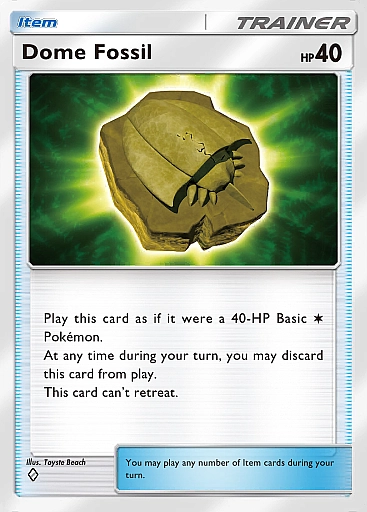 Item
TRAINER
Dome Fossil
HP40
Play this card as if it were a 40-HP Basic
Pokémon.
At any time during your turn, you may discard
this card from play.
This card can't retreat.
Illus. Toyste Beach
You may play any number of Item cards during your
turn.